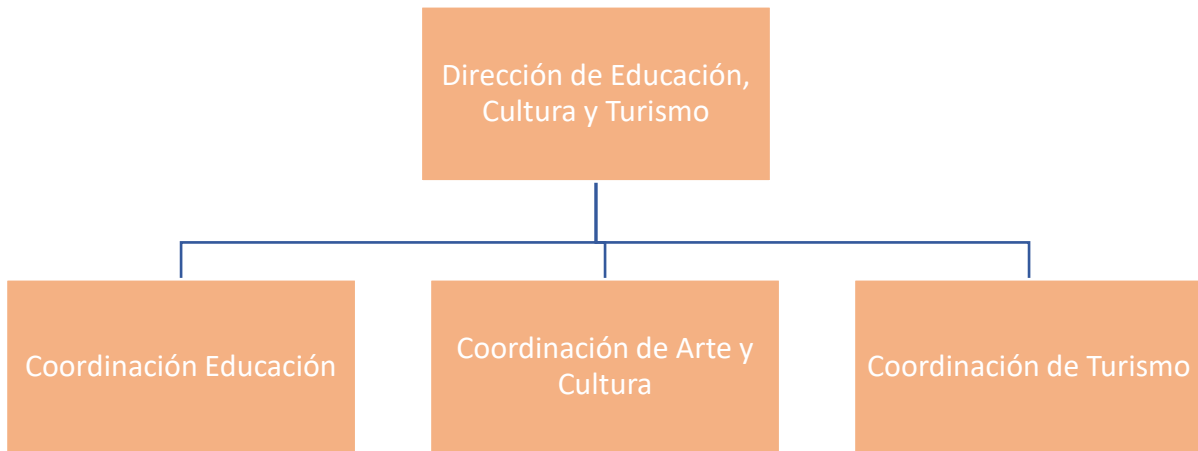 Dirección de Educación,
Cultura y Turismo
Coordinación Educación
Coordinación de Arte y
Cultura
Coordinación de Turismo